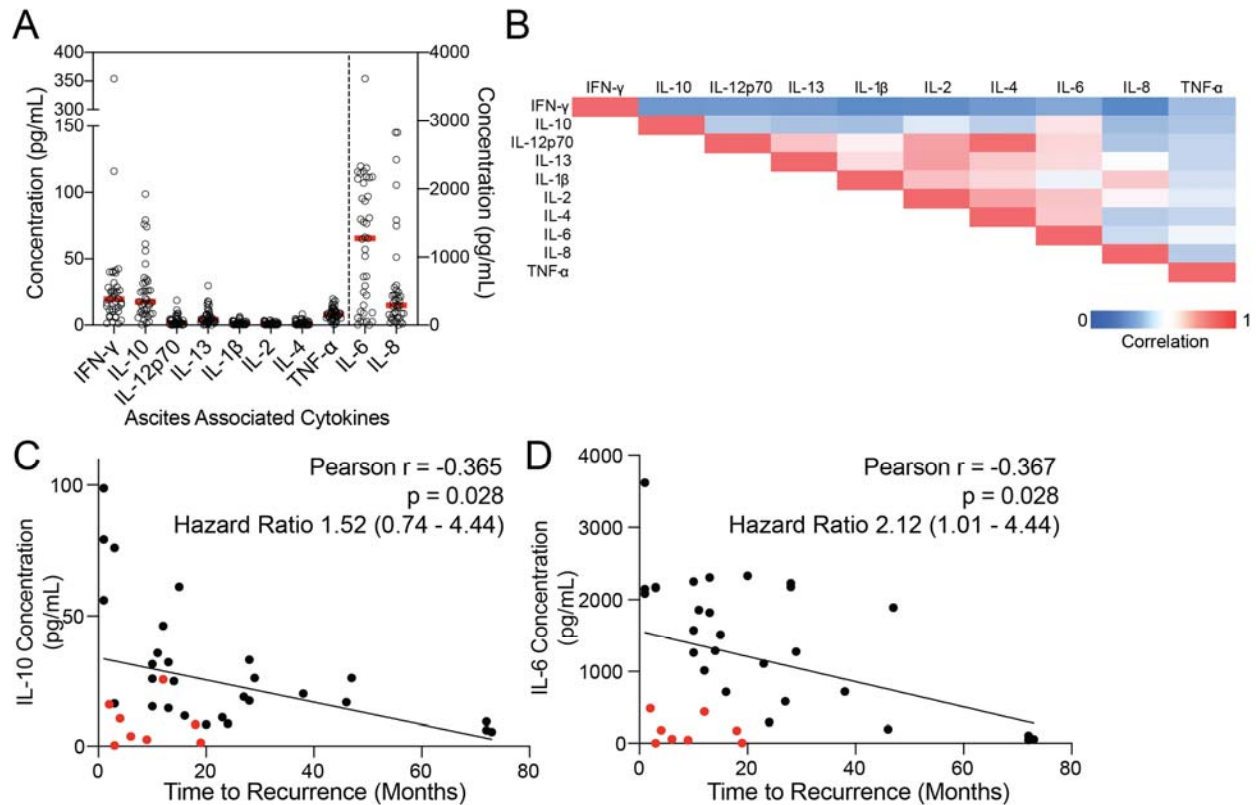 A
Concentration (pg/mL)
400
350
300
150
100
50
0
4000
3000
2000
1000
0
Concentration (pg/mL)
IFN-γ
IL-10
IL-12p70
IL-13
IL-1β
IL-2
IL-4
TNF-α
IL-6
IL-8
Ascites Associated Cytokines
B
IFN-γ IL-10 IL-12p70 IL-13 IL-1β IL-2 IL-4 IL-6 IL-8 TNF-α
IFN-γ
IL-10
IL-12p70
IL-13
IL-1β
IL-2
IL-4
IL-6
IL-8
TNF-α
0 1
Correlation
C
Pearson r = -0.365
p = 0.028
Hazard Ratio 1.52 (0.74 - 4.44)
IL-10 Concentration
(pg/mL)
100
50
0
0 20 40 60 80
Time to Recurrence (Months)
D
Pearson r = -0.367
p = 0.028
Hazard Ratio 2.12 (1.01 - 4.44)
IL-6 Concentration
(pg/mL)
4000
3000
2000
1000
0
0 20 40 60 80
Time to Recurrence (Months)